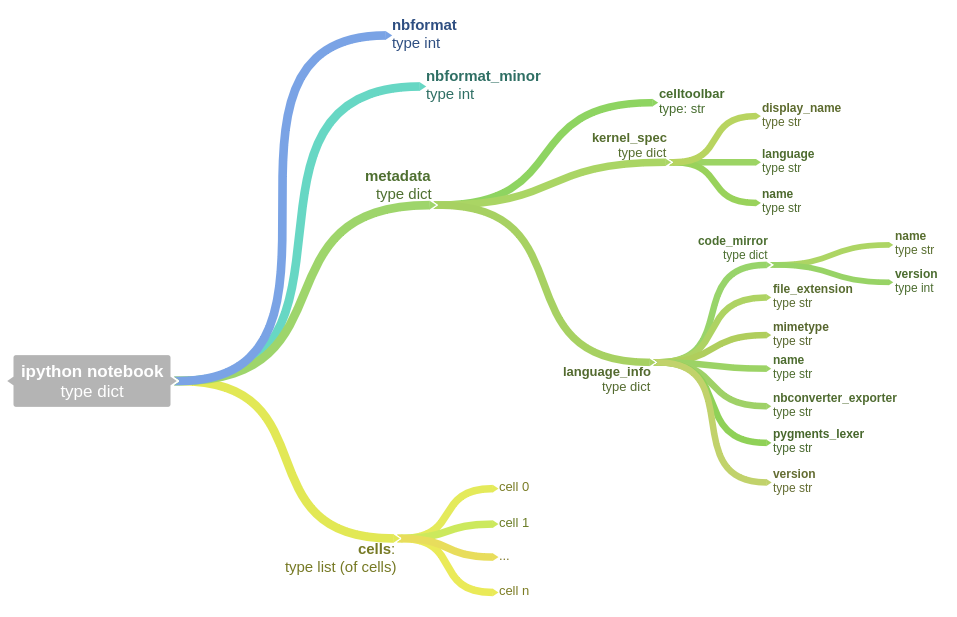 nbformat
type int
nbformat_minor
type int
celltoolbar
type: str
kernel_spec
type dict
display_name
type str
language
type str
name
type str
metadata
type dict
code_mirror
type dict
name
type str
version
type int
file_extension
type str
mimetype
type str
name
type str
language_info
type dict
nbconverter_exporter
type str
pygments_lexer
type str
version
type str
ipython notebook
type dict
cell 0
cell 1
...
cell n
cells:
type list (of cells)